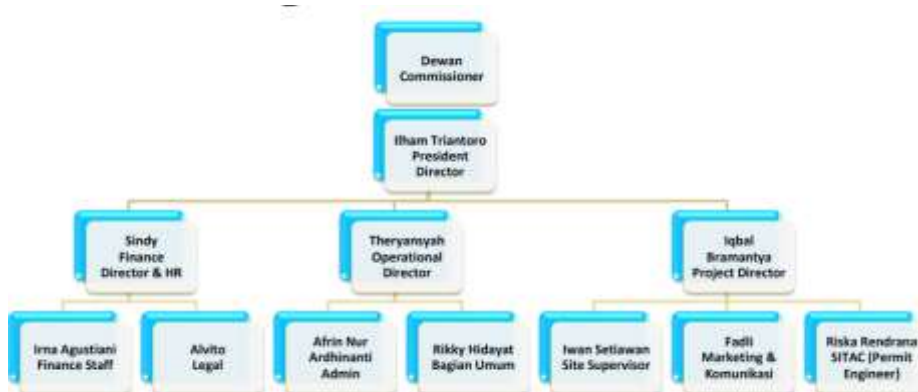 Dewan
Commissioner
Ilham Triantoro
President
Director
Sindy
Finance
Director & HR
Theryansyah
Operational
Director
Iqbal
Bramantya
Project Director
Irna Agustiani
Finance Staff
Alvito
Legal
Afrin Nur
Ardhinanti
Admin
Rikky Hidayat
Bagian Umum
Iwan Setiawan
Site Supervisor
Fadli
Marketing &
Komunikasi
Riska Rendrana
SITAC (Permit
Engineer)